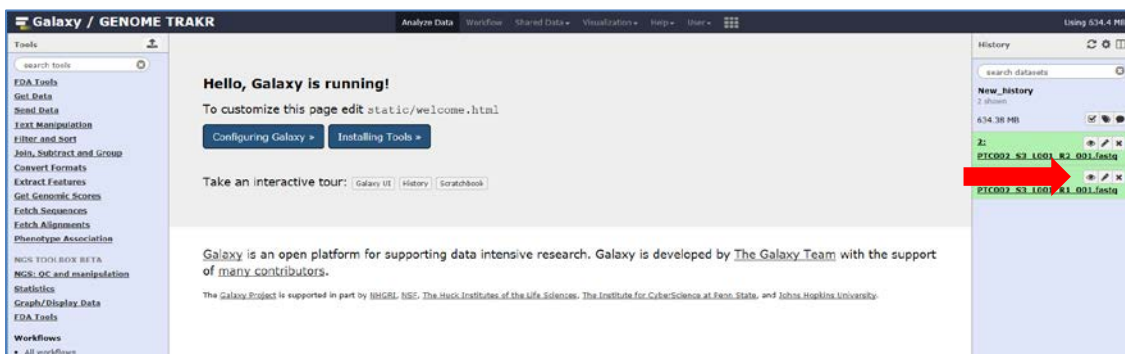 Galaxy / GENOME TRAKR
Analyze Data Workflow Shared Data Visualization Help User
Using 634.4 MB
Tools
search tools
FDA Tools
Get Data
Send Data
Text Manipulation
Filter and Sort
Join, Subtract and Group
Convert Formats
Extract Features
Get Genomic Scores
Fetch Sequences
Fetch Alignments
Phenotype Association
NGS TOOLBOX BETA
NGS: QC and manipulation
Statistics
Graph/Display Data
FDA Tools
Workflows
• All workflows
Hello, Galaxy is running!
To customize this page edit static/welcome.html
Configuring Galaxy »
Installing Tools »
Take an interactive tour: Galaxy UI History Scratchbook
Galaxy is an open platform for supporting data intensive research. Galaxy is developed by The Galaxy Team with the support
of many contributors.
The Galaxy Project is supported in part by NHGRI, NSF, The Huck Institutes of the Life Sciences, The Institute for CyberScience at Penn State, and Johns Hopkins University.
History
search datasets
New_history
2 shown
634.38 MB
2:
PTC002_S3_L001_R2_001.fastq
PTC002_S3_L001_R1_001.fastq